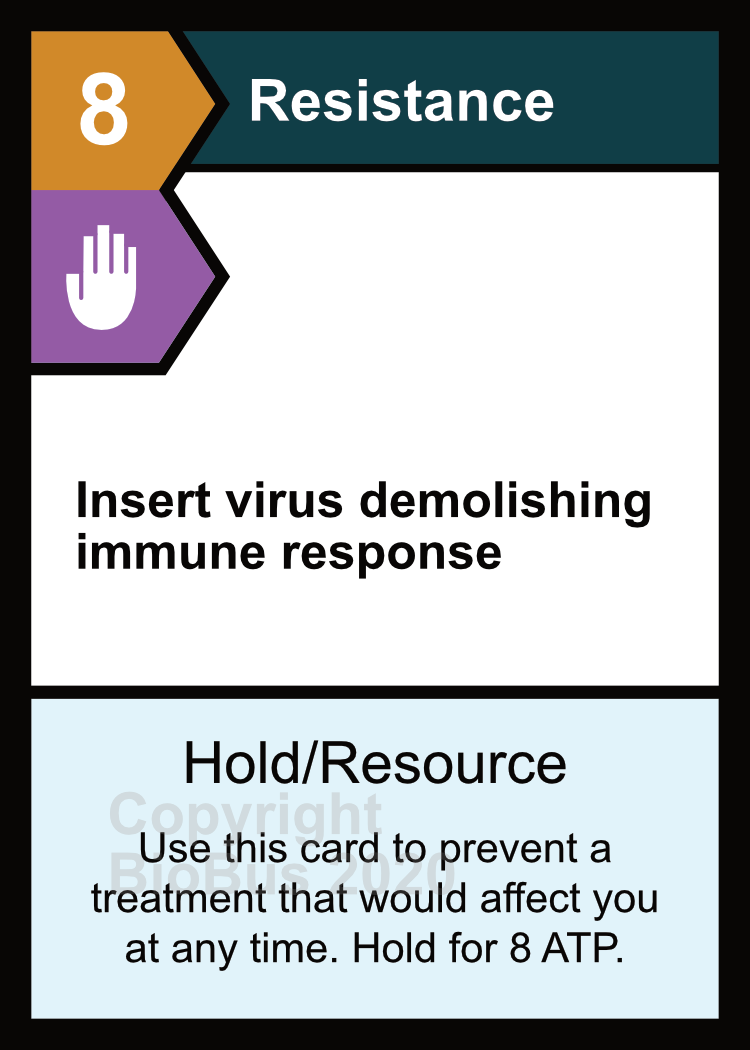 8
Resistance
Insert virus demolishing
immune response
Hold/Resource
Copyright
Use this card to prevent a
BioBus 2020
treatment that would affect you
at any time. Hold for 8 ATP.